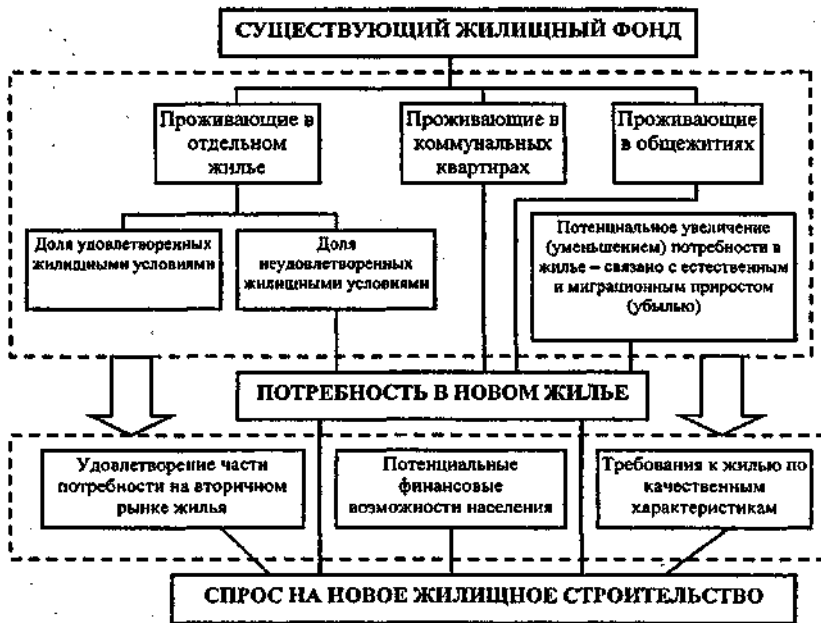 СУЩЕСТВУЮЩИЙ ЖИЛИЩНЫЙ ФОНД
Проживающие в
отдельном
жилье
Проживающие в
коммунальных
квартирах
Проживающие
в общежитиях
Доля удовлетворенных
жилищными условиями
Доля
неудовлетворенных
жилищными условиями
Потенциальное увеличение
(уменьшением) потребности в
жилье – связано с естественным
и миграционным приростом
(убылью)
ПОТРЕБНОСТЬ В НОВОМ ЖИЛЬЕ
Удовлетворение части
потребности на вторичном
рынке жилья
Потенциальные
финансовые
возможности населения
Требования к жилью по
качественным
характеристикам
СПРОС НА НОВОЕ ЖИЛИЩНОЕ СТРОИТЕЛЬСТВО